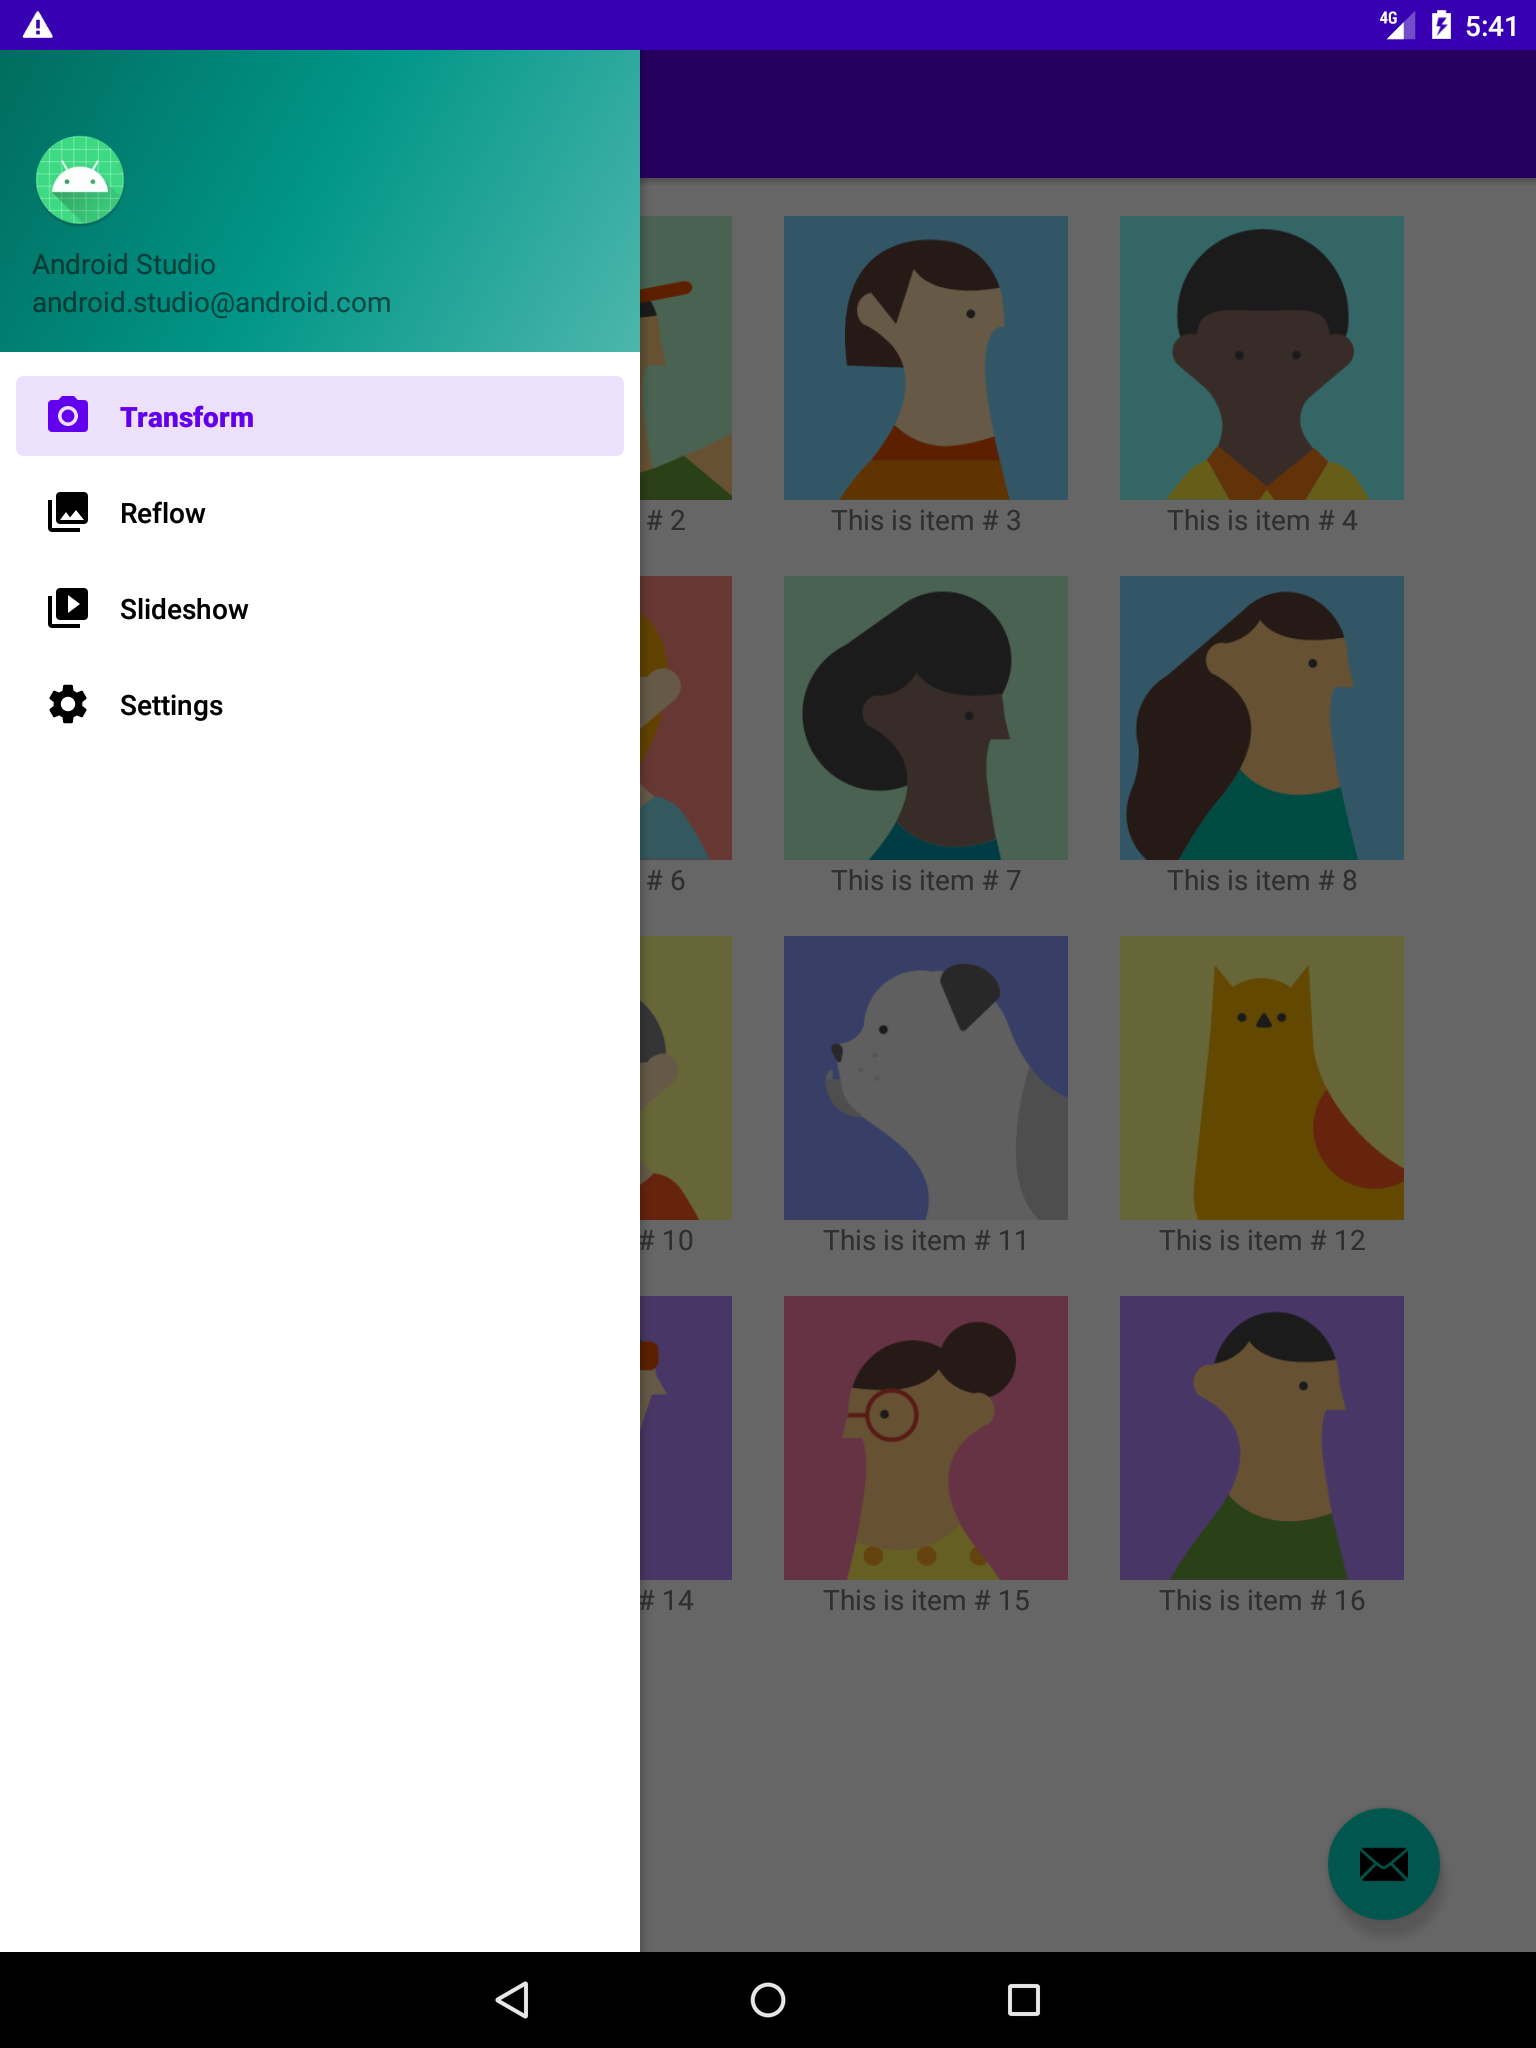 4G 5:41
Android Studio
android.studio@android.com
Transform
Reflow
Slideshow
Settings
# 2 This is item # 3 This is item # 4
# 6 This is item # 7 This is item # 8
# 10 This is item # 11 This is item # 12
# 14 This is item # 15 This is item # 16